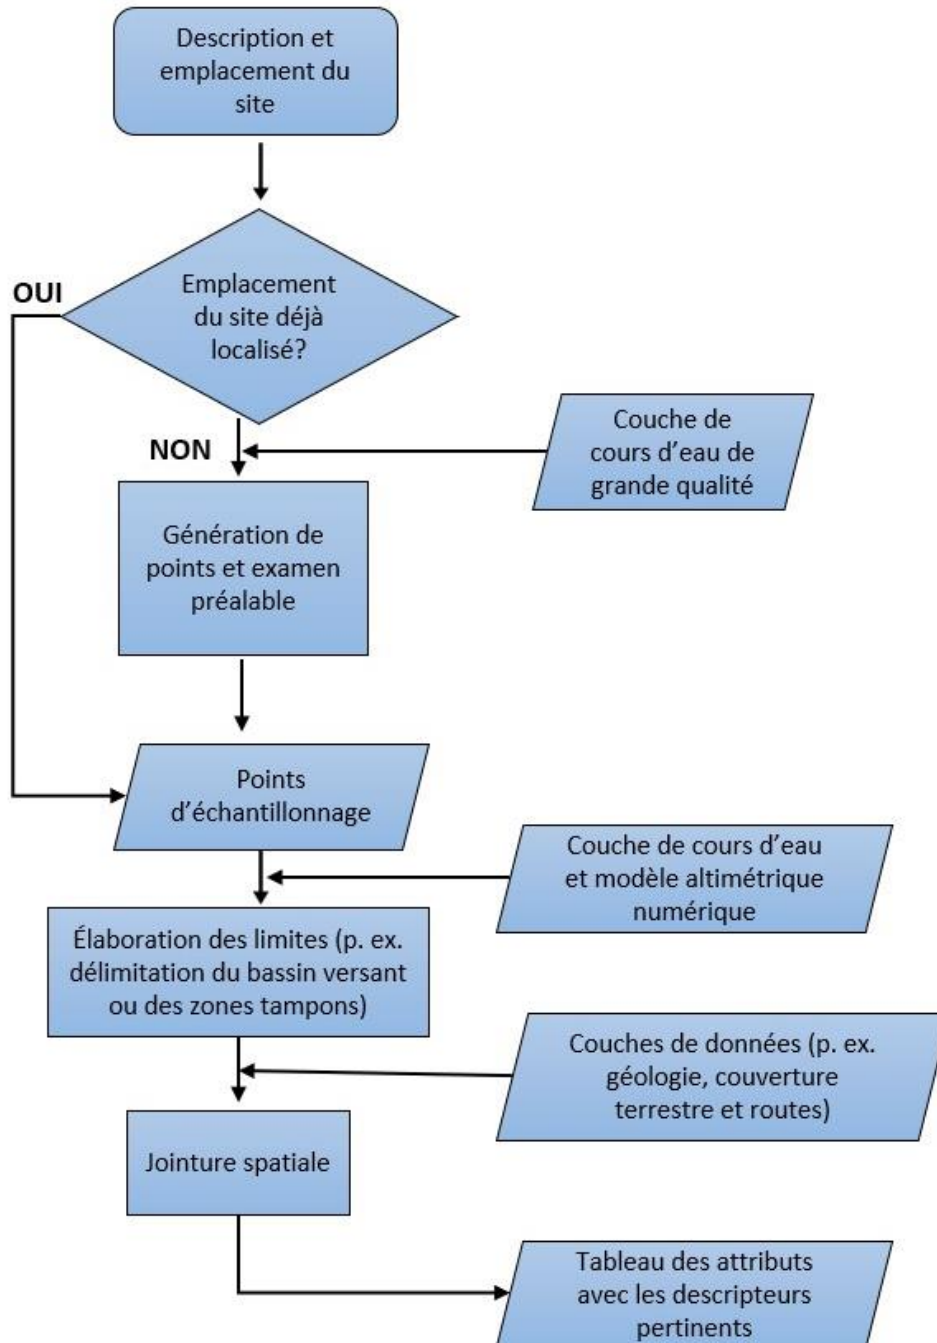 Description et
emplacement du
site
Emplacement
du site déjà
localisé?
OUI
NON
Couche de
cours d’eau de
grande qualité
Génération de
points et examen
préalable
Points
d’échantillonnage
Couche de cours d’eau
et modèle altimétrique
numérique
Élaboration des limites (p. ex.
délimitation du bassin versant
ou des zones tampons)
Couches de données (p. ex.
géologie, couverture
terrestre et routes)
Jointure spatiale
Tableau des attributs
avec les descripteurs
pertinents